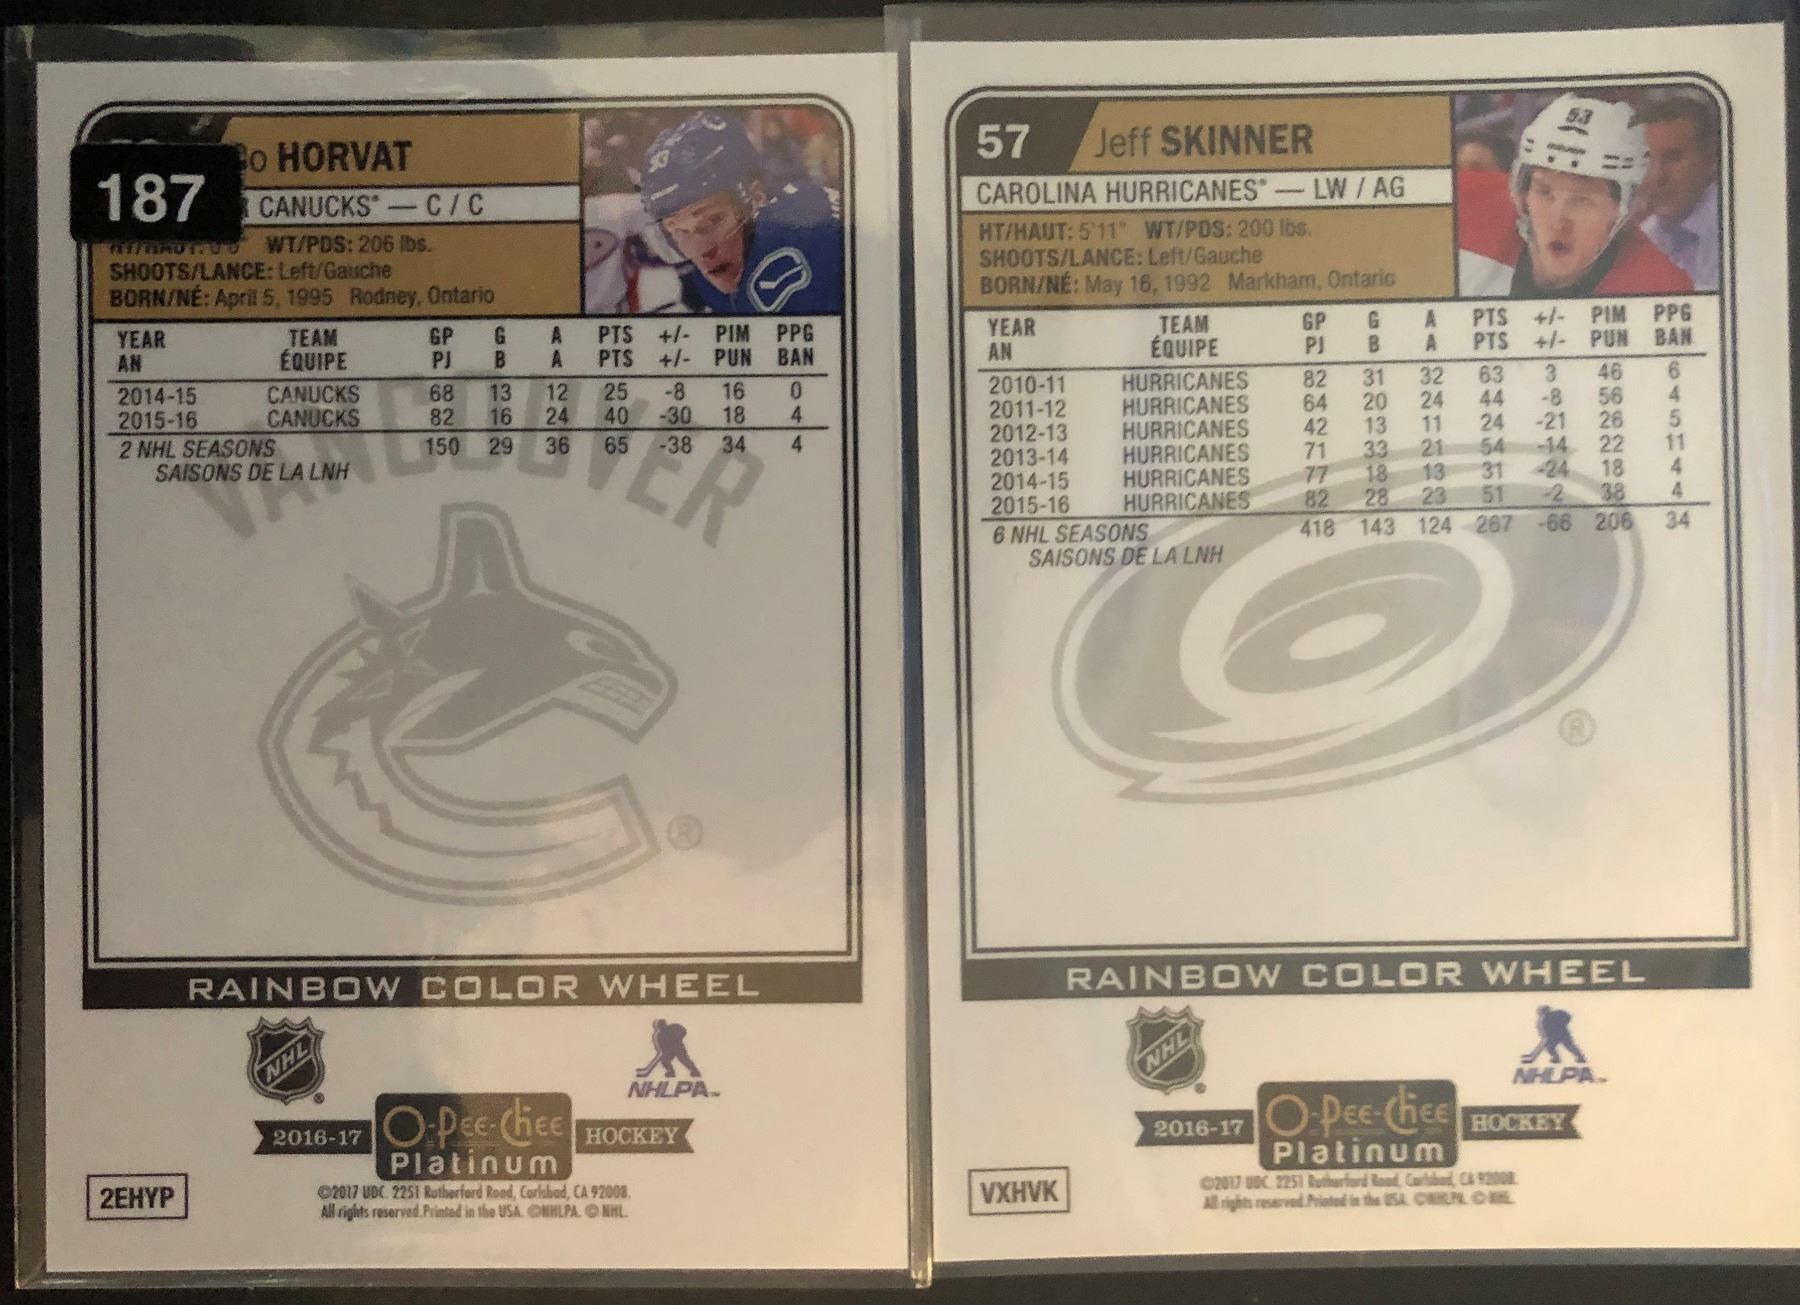 187
HORVAT
CANUCKS® — C / C
WT/PDS: 206 lbs.
SHOOTS/LANCE: Left/Gauche
BORN/NÉ: April 5, 1995 Rodney, Ontario
YEAR TEAM GP G A PTS +/- PIM PPG
AN ÉQUIPE PJ B A PTS +/- PUN BAN
2014-15 CANUCKS 68 13 12 25 -8 16 0
2015-16 CANUCKS 82 16 24 40 -30 18 4
2 NHL SEASONS 150 29 36 65 -38 34 4
SAISONS DE LA LNH
VANCOUVER
®
RAINBOW COLOR WHEEL
NHL
NHLPA™
2016-17 O-PEE-CHEE HOCKEY
Platinum
2EHYP
©2017 UDC. 2251 Rutherford Road, Carlsbad, CA 92008.
All rights reserved. Printed in the USA. ©NHLPA. © NHL.
57 Jeff SKINNER
53
CAROLINA HURRICANES® — LW / AG
HT/HAUT: 5'11" WT/PDS: 200 lbs.
SHOOTS/LANCE: Left/Gauche
BORN/NÉ: May 16, 1992 Markham, Ontario
YEAR TEAM GP G A PTS +/- PIM PPG
AN ÉQUIPE PJ B A PTS +/- PUN BAN
2010-11 HURRICANES 82 31 32 63 3 46 6
2011-12 HURRICANES 64 20 24 44 -8 56 4
2012-13 HURRICANES 42 13 11 24 -21 26 5
2013-14 HURRICANES 71 33 21 54 -14 22 11
2014-15 HURRICANES 77 18 13 31 -24 18 4
2015-16 HURRICANES 82 28 23 51 -2 38 4
6 NHL SEASONS 418 143 124 267 -66 206 34
SAISONS DE LA LNH
®
RAINBOW COLOR WHEEL
NHL
NHLPA™
2016-17 O-PEE-CHEE HOCKEY
Platinum
VXHVK
©2017 UDC. 2251 Rutherford Road, Carlsbad, CA 92008.
All rights reserved. Printed in the USA. ©NHLPA. © NHL.